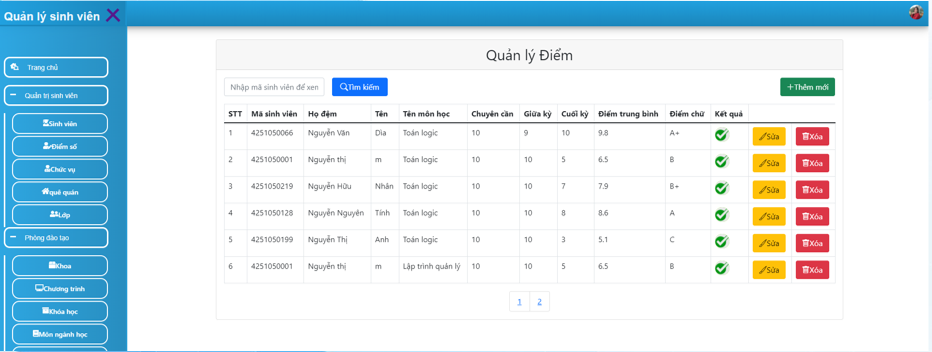 Quản lý sinh viên
Trang chủ
Quản trị sinh viên
Sinh viên
Điểm số
Chức vụ
quê quán
Lớp
Phòng đào tạo
Khoa
Chương trình
Khóa học
Môn ngành học
Quản lý Điểm
Nhập mã sinh viên để xen Tìm kiếm +Thêm mới
STT Mã sinh viên Họ đệm Tên Tên môn học Chuyên cần Giữa kỳ Cuối kỳ Điểm trung bình Điểm chữ Kết quả
1 4251050066 Nguyễn Văn Dìa Toán logic 10 9 10 9.8 A+ Sửa Xóa
2 4251050001 Nguyễn thị m Toán logic 10 10 5 6.5 B Sửa Xóa
3 4251050219 Nguyễn Hữu Nhân Toán logic 10 10 7 7.9 B+ Sửa Xóa
4 4251050128 Nguyễn Nguyên Tính Toán logic 10 10 8 8.6 A Sửa Xóa
5 4251050199 Nguyễn Thị Anh Toán logic 10 10 3 5.1 C Sửa Xóa
6 4251050001 Nguyễn thị m Lập trình quản lý 10 10 5 6.5 B Sửa Xóa
1 2